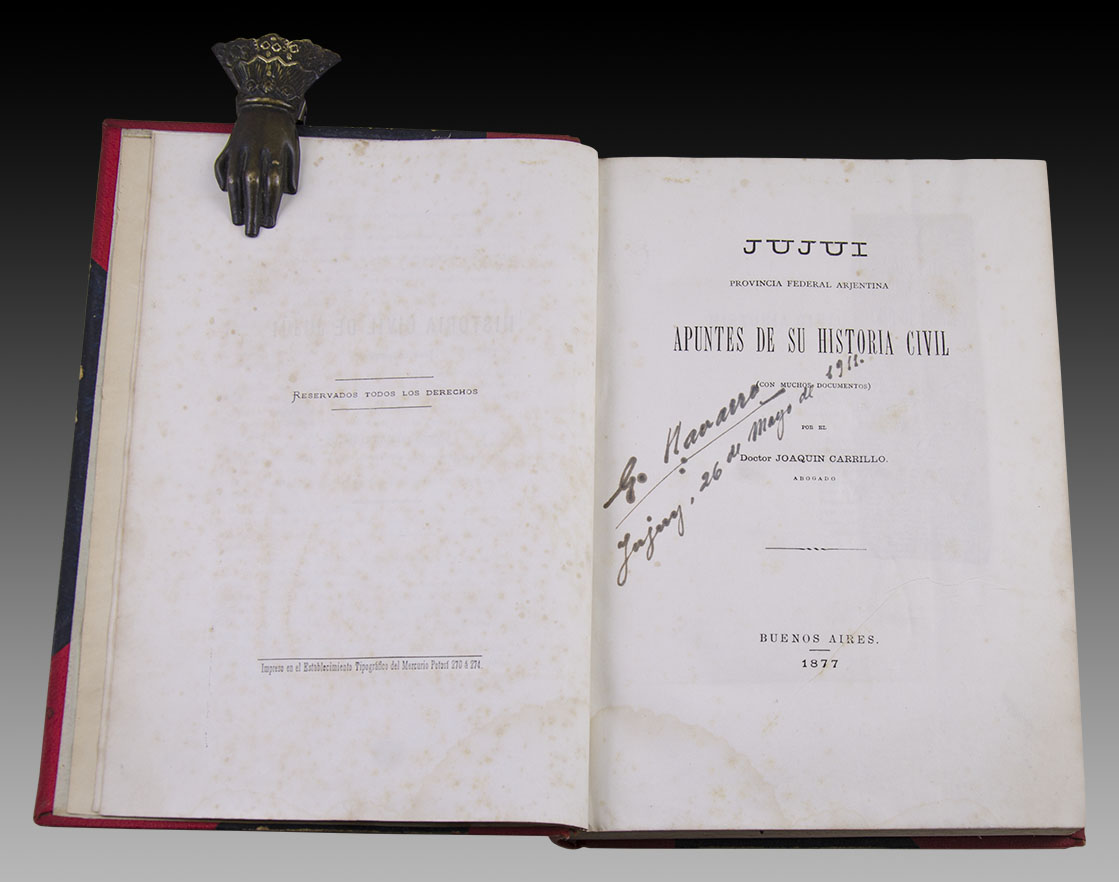 RESERVADOS TODOS LOS DERECHOS
Impreso en el Establecimiento Tipográfico del Mercurio Potosí 270 á 274
JUJUI
PROVINCIA FEDERAL ARJENTINA
APUNTES DE SU HISTORIA CIVIL
(CON MUCHOS DOCUMENTOS)
POR EL
Doctor JOAQUIN CARRILLO.
ABOGADO
G. Navarro
Jujuy, 26 de Mayo de 1911.
BUENOS AIRES.
1877